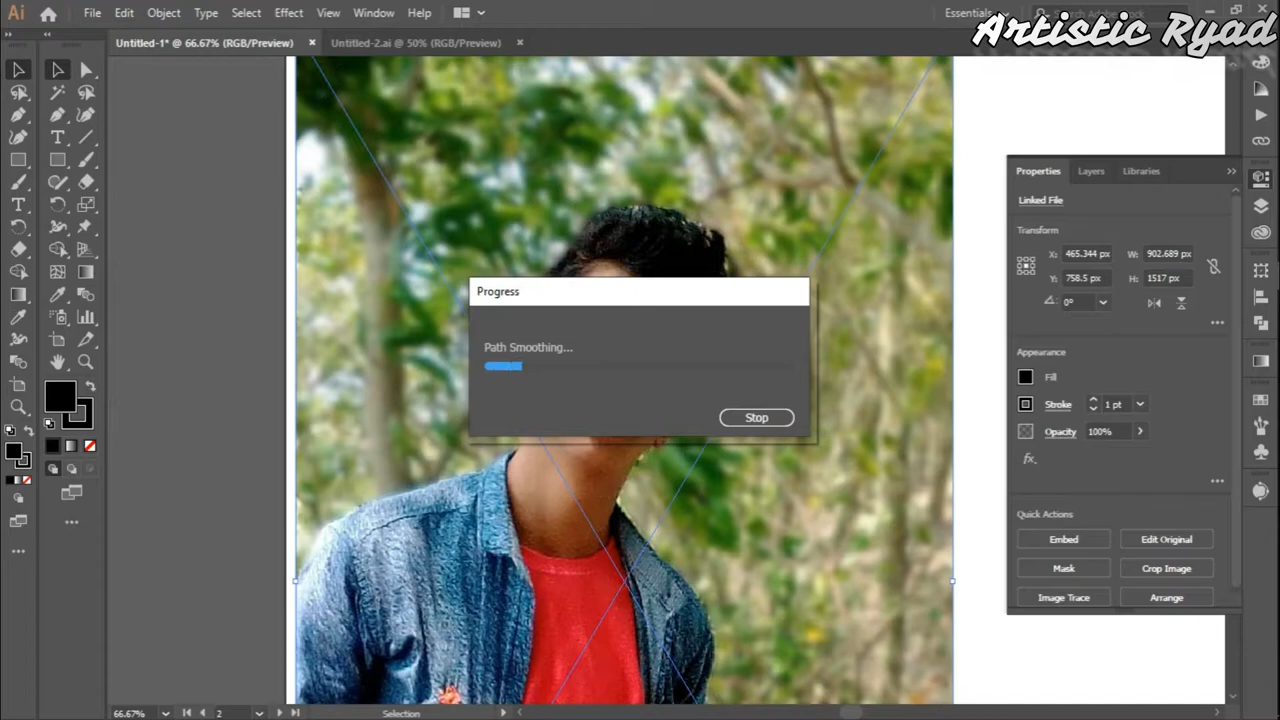 Ai File Edit Object Type Select Effect View Window Help Essentials
Artistic Ryad
Untitled-1* @ 66.67% (RGB/Preview) × Untitled-2.ai @ 50% (RGB/Preview) ×
Properties Layers Libraries
Linked File
Transform
X: 465.344 px W: 902.689 px
Y: 758.5 px H: 1517 px
0°
Progress
Path Smoothing...
Stop
Appearance
Fill
Stroke 1 pt
Opacity 100%
fx.
Quick Actions
Embed Edit Original
Mask Crop Image
Image Trace Arrange
66.67% 2 Selection